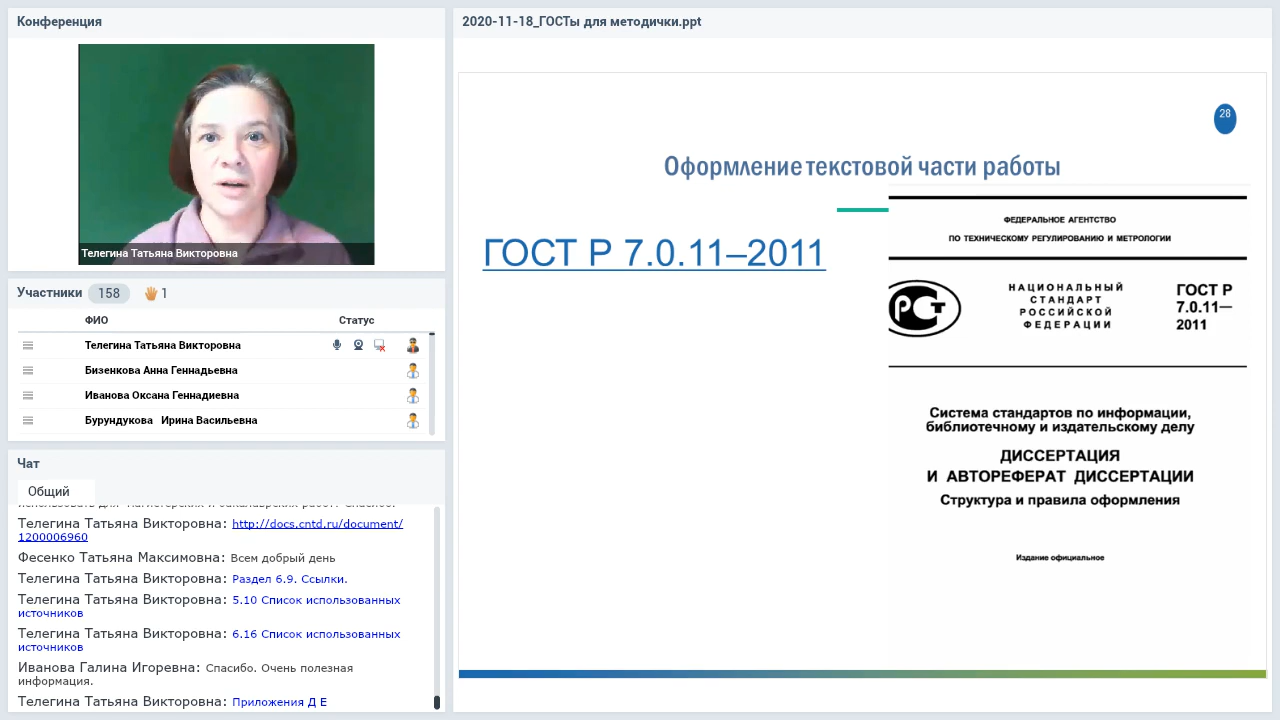 Конференция
Телегина Татьяна Викторовна
Участники 158 1
ФИО Статус
Телегина Татьяна Викторовна
Бизенкова Анна Геннадьевна
Иванова Оксана Геннадиевна
Бурундукова Ирина Васильевна
Чат
Общий
Телегина Татьяна Викторовна: http://docs.cntd.ru/document/
1200006960
Фесенко Татьяна Максимовна: Всем добрый день
Телегина Татьяна Викторовна: Раздел 6.9. Ссылки.
Телегина Татьяна Викторовна: 5.10 Список использованных
источников
Телегина Татьяна Викторовна: 6.16 Список использованных
источников
Иванова Галина Игоревна: Спасибо. Очень полезная
информация.
Телегина Татьяна Викторовна: Приложения Д Е
2020-11-18_ГОСТы для методички.ppt
28
Оформление текстовой части работы
ГОСТ Р 7.0.11–2011
ФЕДЕРАЛЬНОЕ АГЕНТСТВО
ПО ТЕХНИЧЕСКОМУ РЕГУЛИРОВАНИЮ И МЕТРОЛОГИИ
НАЦИОНАЛЬНЫЙ
СТАНДАРТ
РОССИЙСКОЙ
ФЕДЕРАЦИИ
ГОСТ Р
7.0.11—
2011
Система стандартов по информации,
библиотечному и издательскому делу
ДИССЕРТАЦИЯ
И АВТОРЕФЕРАТ ДИССЕРТАЦИИ
Структура и правила оформления
Издание официальное